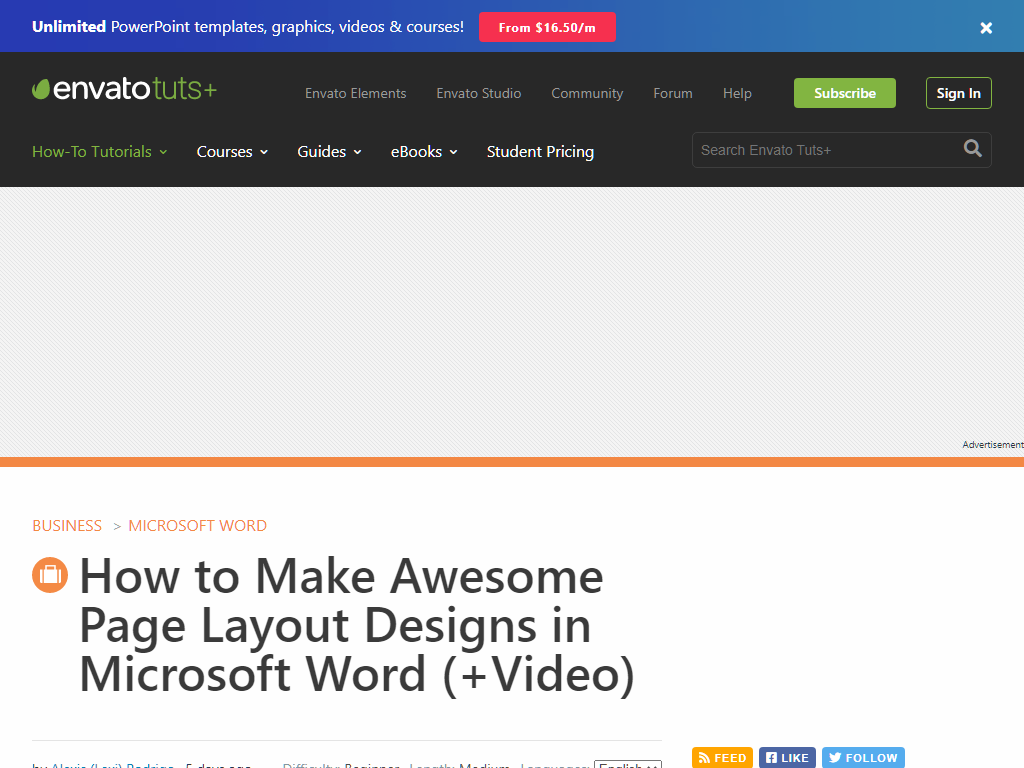 Unlimited PowerPoint templates, graphics, videos & courses! From $16.50/m
envatotuts+
Envato Elements Envato Studio Community Forum Help Subscribe Sign In
How-To Tutorials Courses Guides eBooks Student Pricing Search Envato Tuts+
Advertisement
BUSINESS > MICROSOFT WORD
How to Make Awesome
Page Layout Designs in
Microsoft Word (+Video)
by Alexis (Lexi) Rodrigo 5 days ago Difficulty: Beginner Length: Medium Languages: English
FEED LIKE FOLLOW